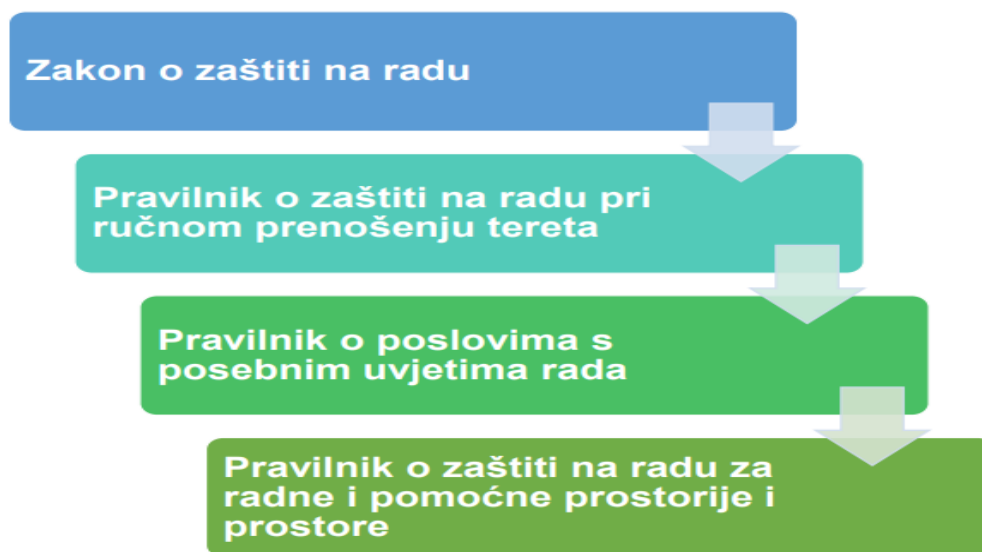 Zakon o zaštiti na radu
Pravilnik o zaštiti na radu pri
ručnom prenošenju tereta
Pravilnik o poslovima s
posebnim uvjetima rada
Pravilnik o zaštiti na radu za
radne i pomoćne prostorije i
prostore